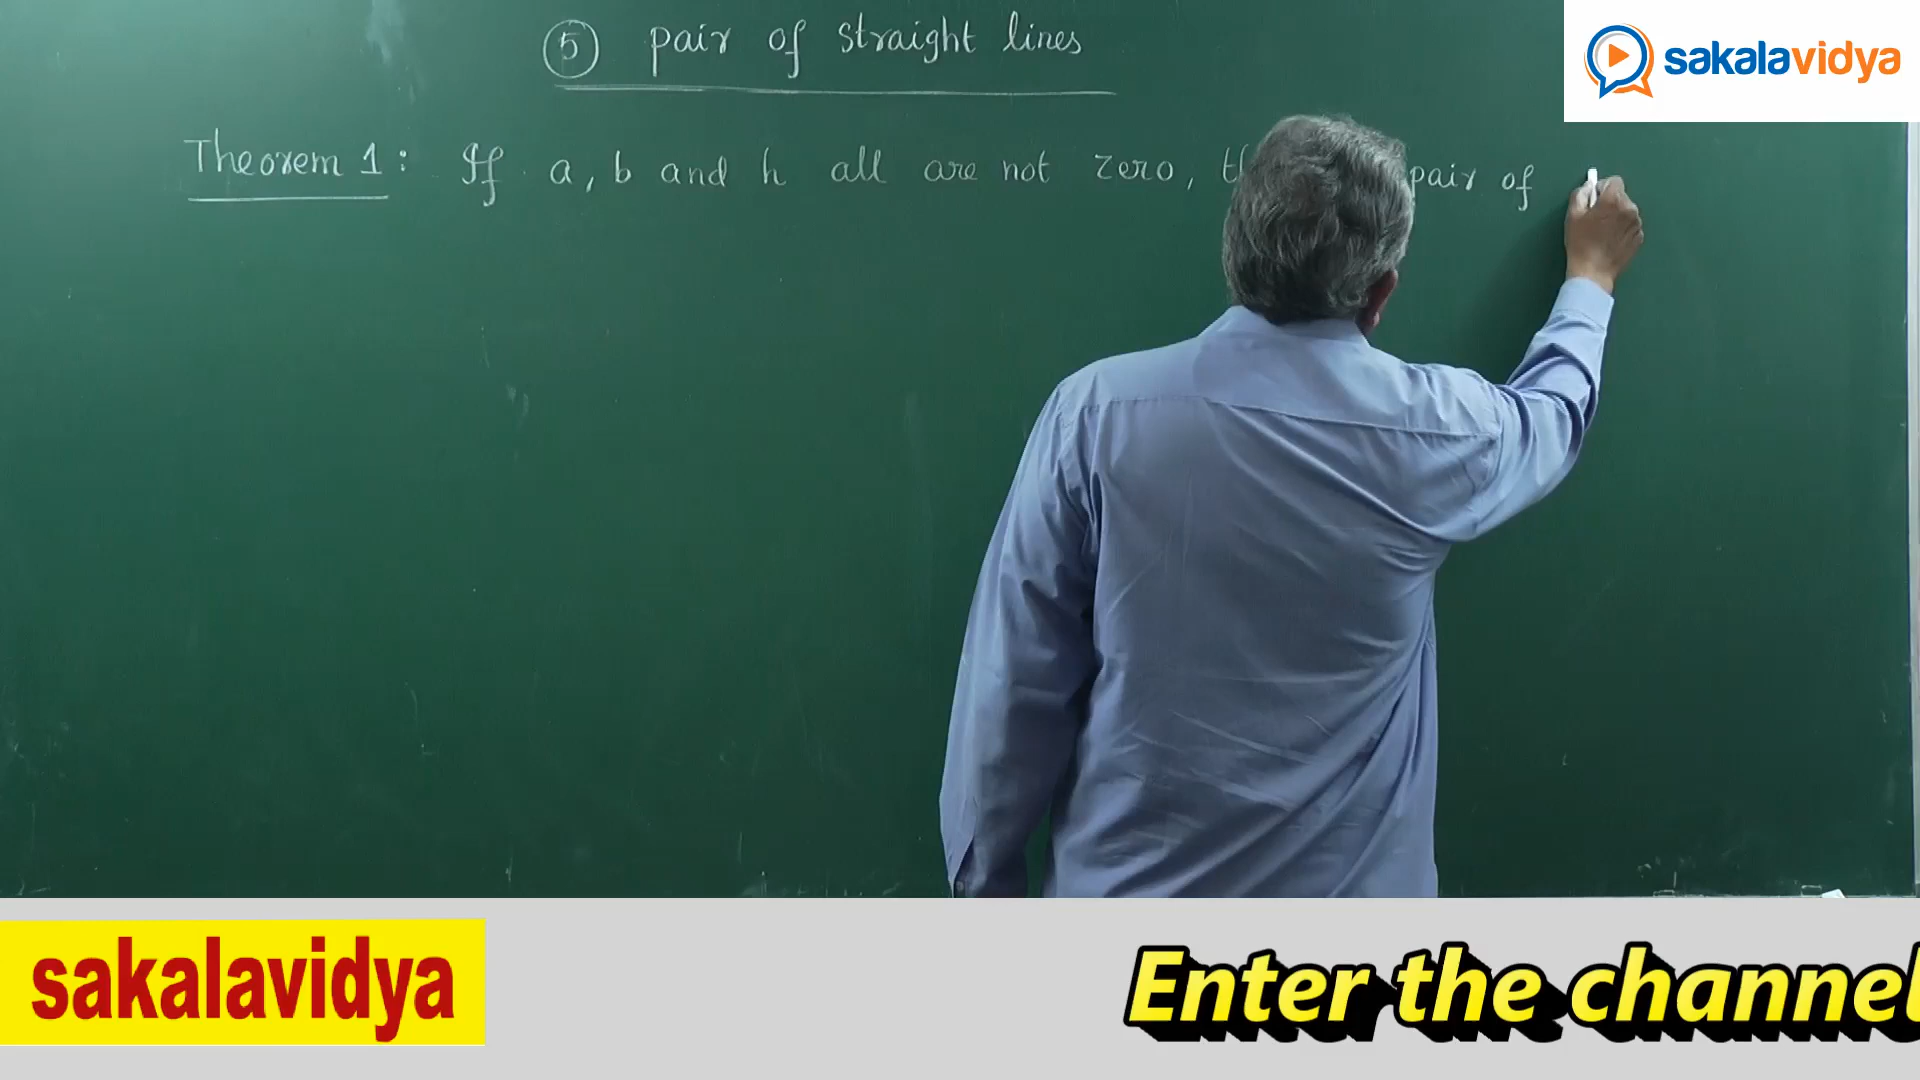 5 pair of straight lines
sakalavidya
Theorem 1: If a, b and h all are not zero, pair of
sakalavidya
Enter the channel